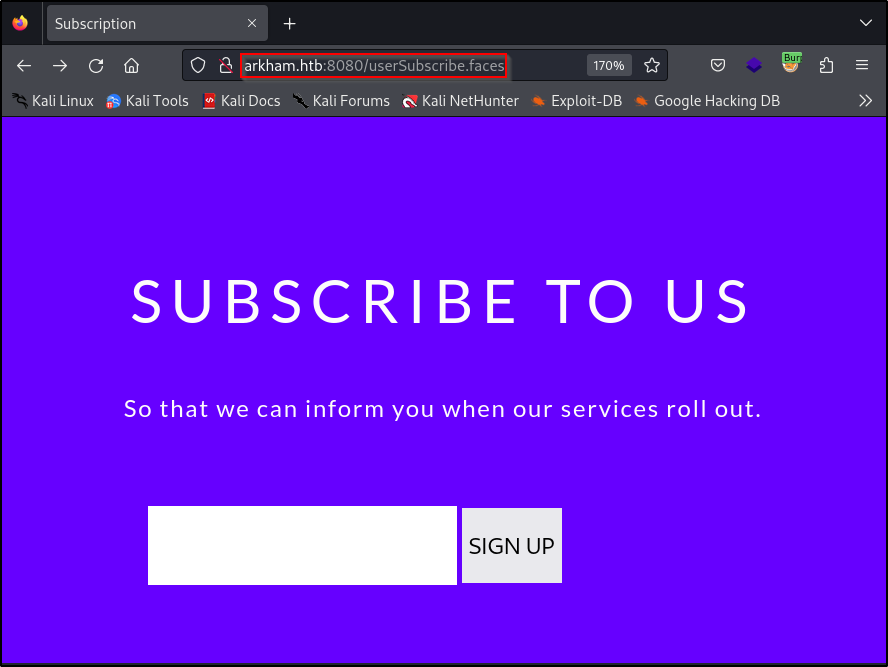 Subscription
arkham.htb:8080/userSubscribe.faces
170%
Bur
Kali Linux
Kali Tools
Kali Docs
Kali Forums
Kali NetHunter
Exploit-DB
Google Hacking DB
SUBSCRIBE TO US
So that we can inform you when our services roll out.
SIGN UP